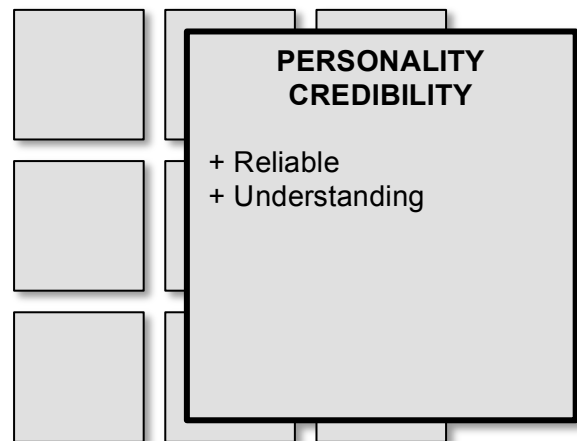 PERSONALITY
CREDIBILITY
+ Reliable
+ Understanding